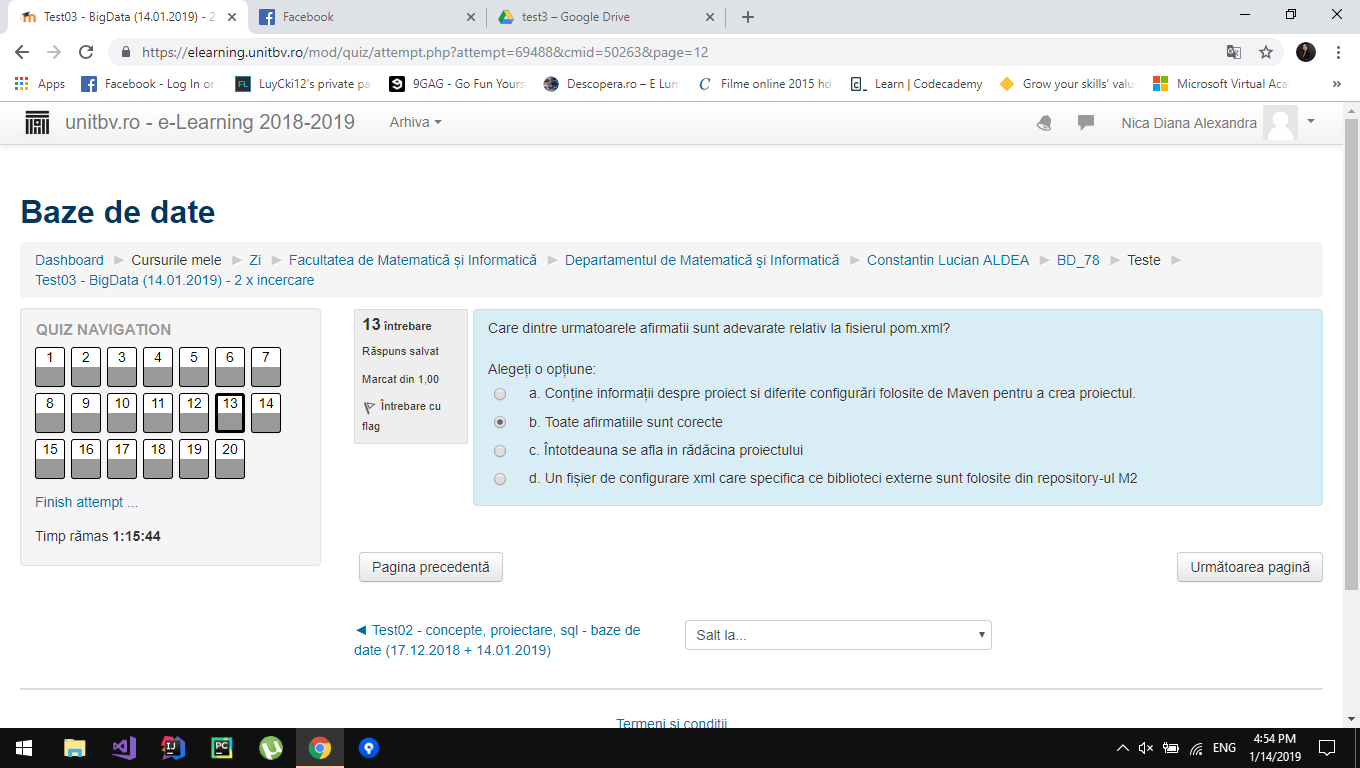 Test03 - BigData (14.01.2019) - 2
Facebook
test3 – Google Drive
https://elearning.unitbv.ro/mod/quiz/attempt.php?attempt=69488&cmid=50263&page=12
Apps
Facebook - Log In or
LuyCki12's private pa
9GAG - Go Fun Yours
Descopera.ro – E Lum
Filme online 2015 hd
Learn | Codecademy
Grow your skills' valu
Microsoft Virtual Aca
»
unitbv.ro - e-Learning 2018-2019
Arhiva
Nica Diana Alexandra
Baze de date
Dashboard ► Cursurile mele ► Zi ► Facultatea de Matematică și Informatică ► Departamentul de Matematică şi Informatică ► Constantin Lucian ALDEA ► BD_78 ► Teste ►
Test03 - BigData (14.01.2019) - 2 x incercare
QUIZ NAVIGATION
1 2 3 4 5 6 7
8 9 10 11 12 13 14
15 16 17 18 19 20
Finish attempt ...
Timp rămas 1:15:44
13 întrebare
Răspuns salvat
Marcat din 1,00
Întrebare cu
flag
Care dintre urmatoarele afirmatii sunt adevarate relativ la fisierul pom.xml?
Alegeți o opțiune:
a. Conține informații despre proiect si diferite configurări folosite de Maven pentru a crea proiectul.
b. Toate afirmatiile sunt corecte
c. Întotdeauna se afla in rădăcina proiectului
d. Un fișier de configurare xml care specifica ce biblioteci externe sunt folosite din repository-ul M2
Pagina precedentă
Următoarea pagină
◄ Test02 - concepte, proiectare, sql - baze de
date (17.12.2018 + 14.01.2019)
Salt la...
Termeni si conditii
ENG
4:54 PM
1/14/2019